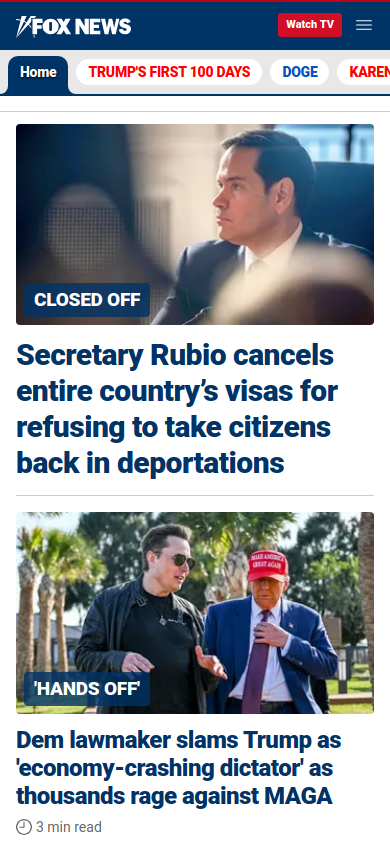 FOX NEWS
Watch TV
Home
TRUMP'S FIRST 100 DAYS
DOGE
KAREN
CLOSED OFF
Secretary Rubio cancels
entire country’s visas for
refusing to take citizens
back in deportations
MAKE AMERICA
GREAT AGAIN
'HANDS OFF'
Dem lawmaker slams Trump as
'economy-crashing dictator' as
thousands rage against MAGA
3 min read